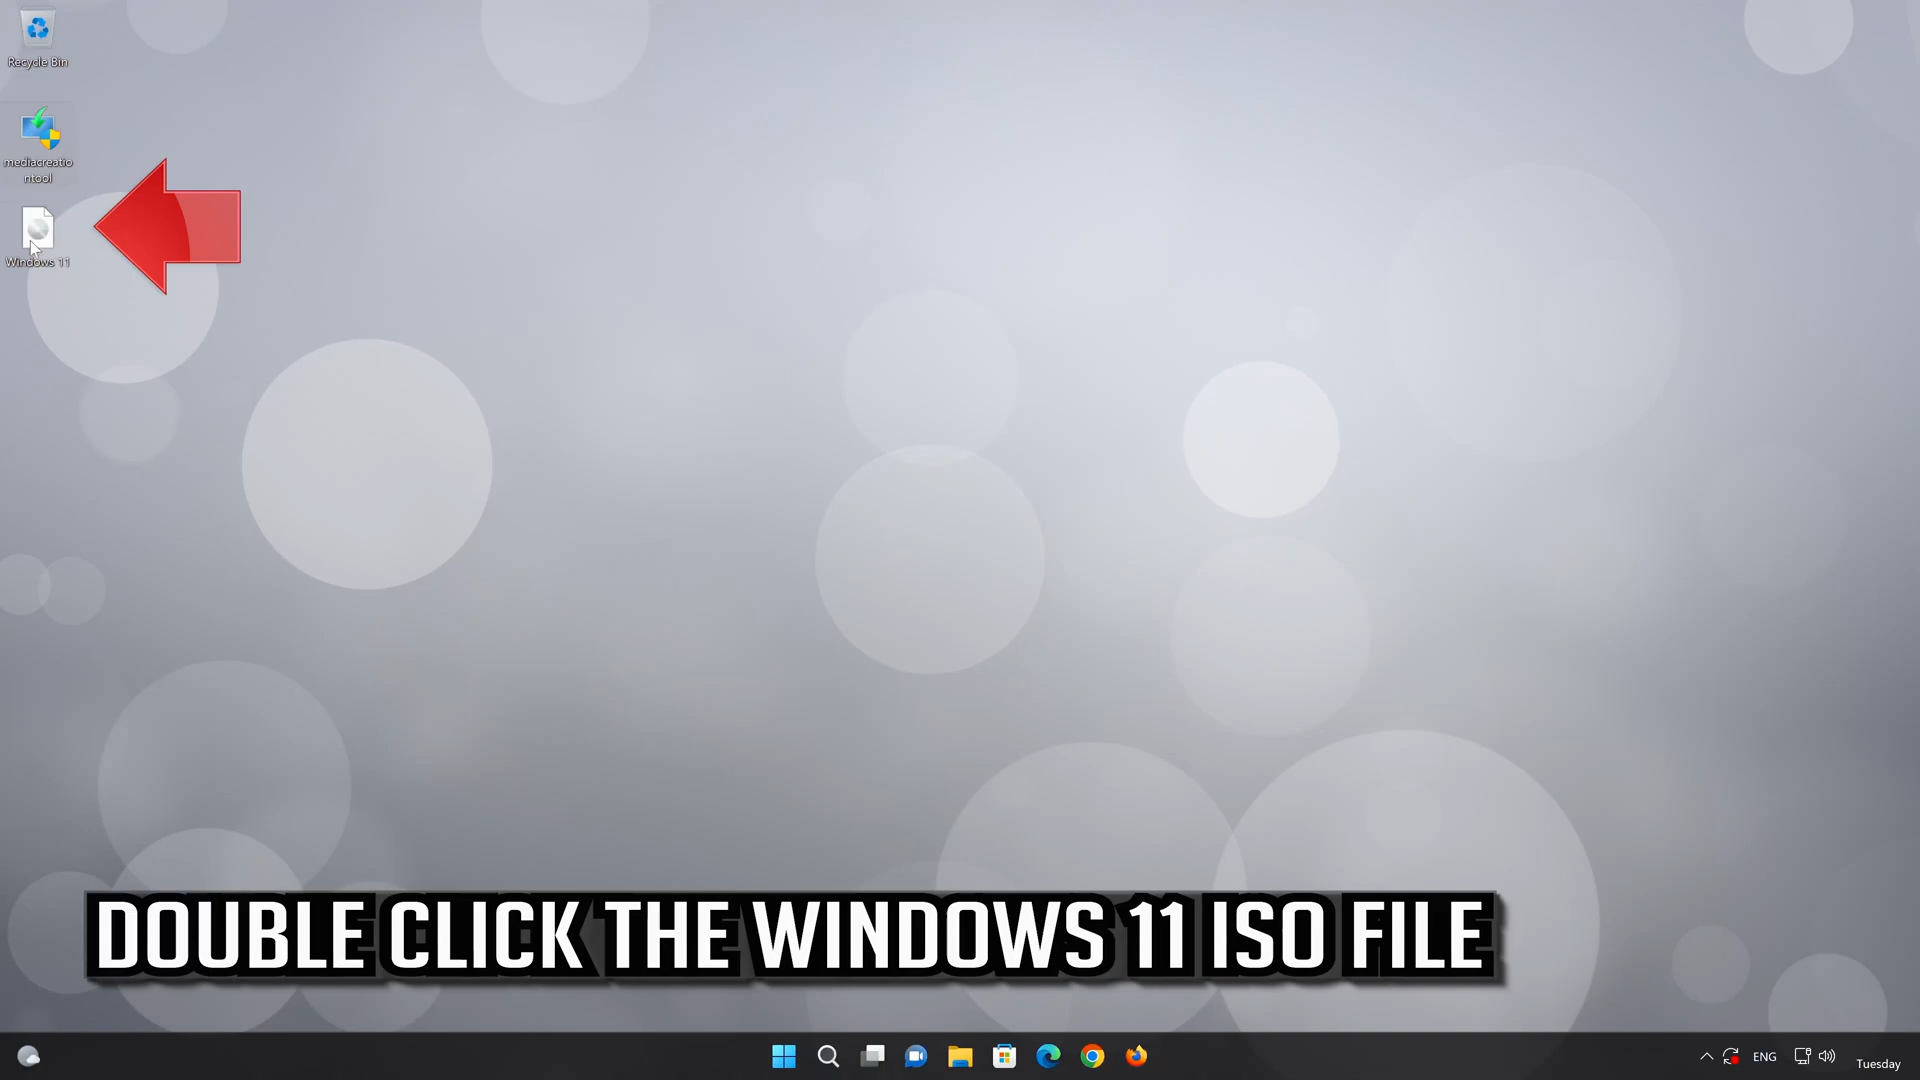 Recycle Bin
mediacreatio
ntool
Windows 11
DOUBLE CLICK THE WINDOWS 11 ISO FILE
ENG
Tuesday